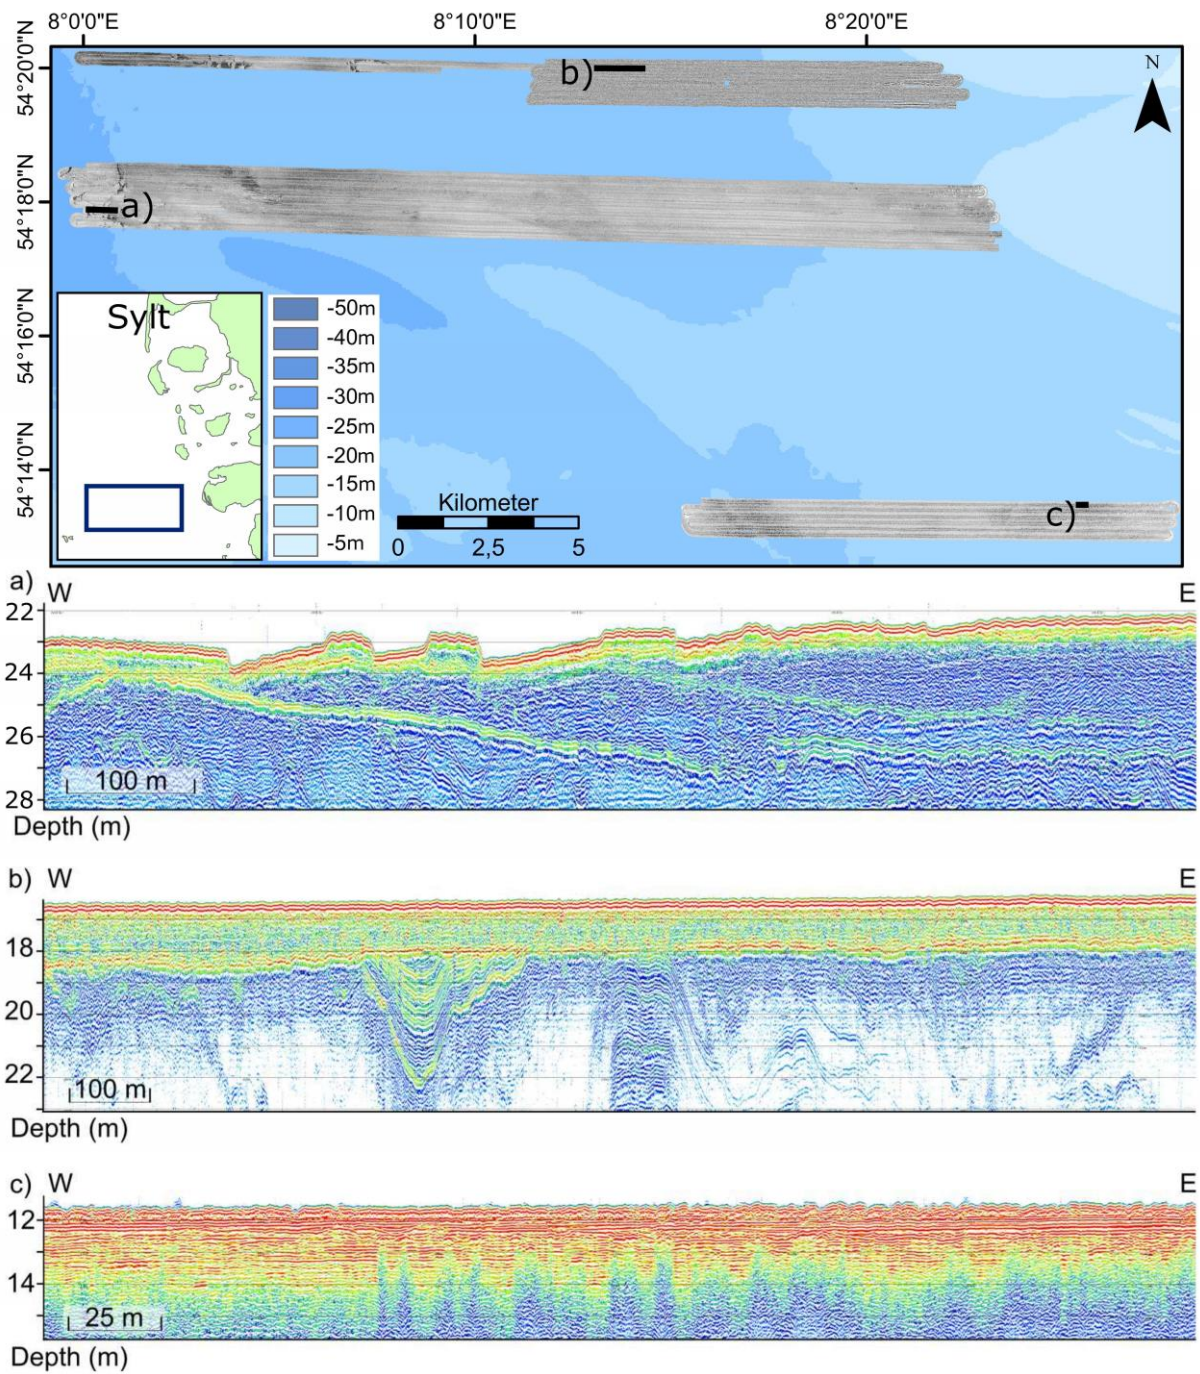 8°0'0"E 8°10'0"E 8°20'0"E
54°20'0"N
54°18'0"N
54°16'0"N
54°14'0"N
N
b)
a)
c)
Sylt
-50m
-40m
-35m
-30m
-25m
-20m
-15m
-10m
-5m
Kilometer
0 2,5 5
a) W E
22
24
26
28
100 m
Depth (m)
b) W E
18
20
22
100 m
Depth (m)
c) W E
12
14
25 m
Depth (m)